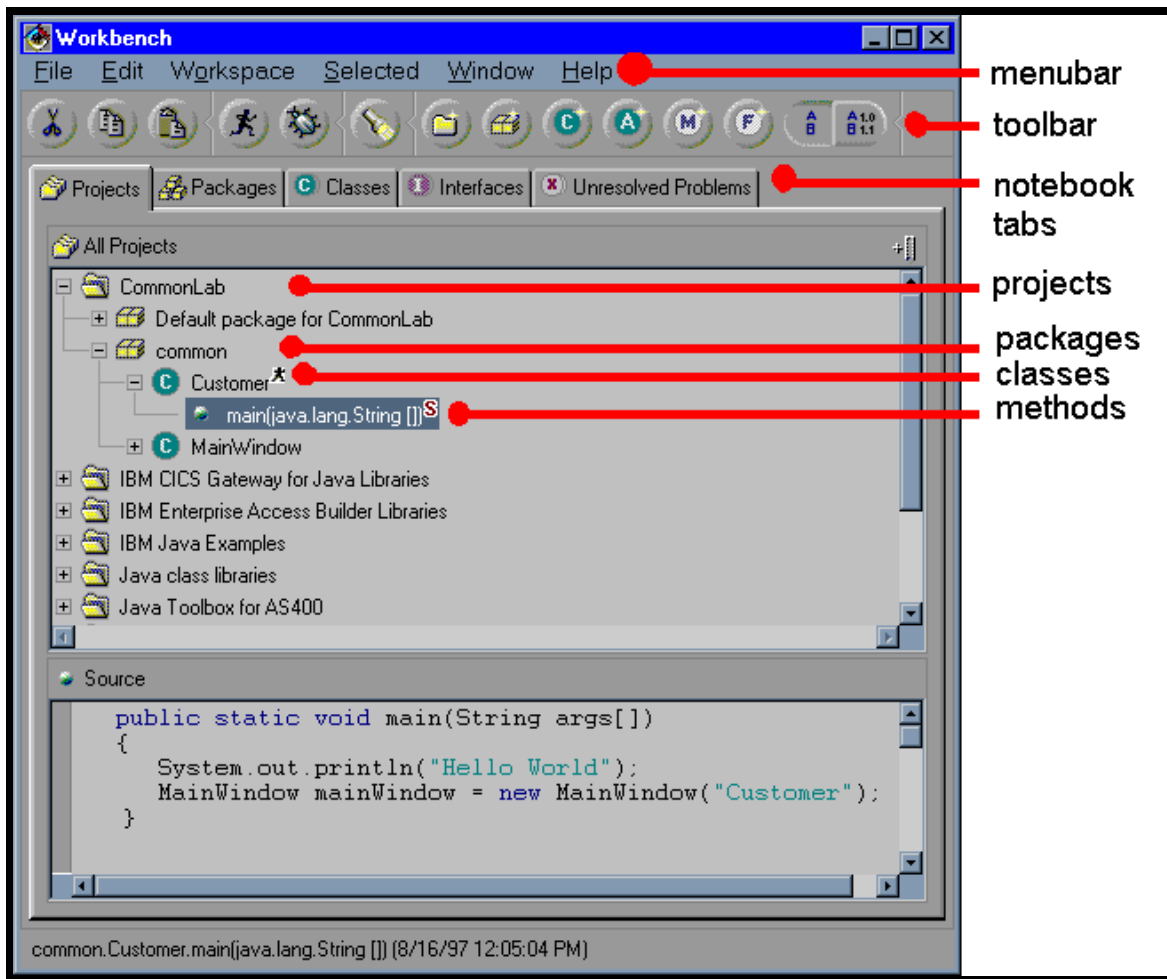 Workbench
File Edit Workspace Selected Window Help
menubar
C A M F A B A 1.0 B 1.1
toolbar
Projects Packages C Classes I Interfaces X Unresolved Problems
notebook
tabs
All Projects
CommonLab
projects
Default package for CommonLab
common
packages
C Customer
classes
main(java.lang.String []) S
methods
C MainWindow
IBM CICS Gateway for Java Libraries
IBM Enterprise Access Builder Libraries
IBM Java Examples
Java class libraries
Java Toolbox for AS400
Source
public static void main(String args[])
{
System.out.println("Hello World");
MainWindow mainWindow = new MainWindow("Customer");
}
common.Customer.main(java.lang.String []) (8/16/97 12:05:04 PM)